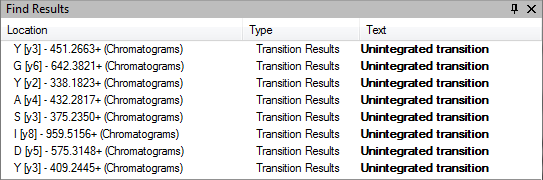 Find Results
Location Type Text
Y [y3] - 451.2663+ (Chromatograms) Transition Results Unintegrated transition
G [y6] - 642.3821+ (Chromatograms) Transition Results Unintegrated transition
Y [y2] - 338.1823+ (Chromatograms) Transition Results Unintegrated transition
A [y4] - 432.2817+ (Chromatograms) Transition Results Unintegrated transition
S [y3] - 375.2350+ (Chromatograms) Transition Results Unintegrated transition
I [y8] - 959.5156+ (Chromatograms) Transition Results Unintegrated transition
D [y5] - 575.3148+ (Chromatograms) Transition Results Unintegrated transition
Y [y3] - 409.2445+ (Chromatograms) Transition Results Unintegrated transition